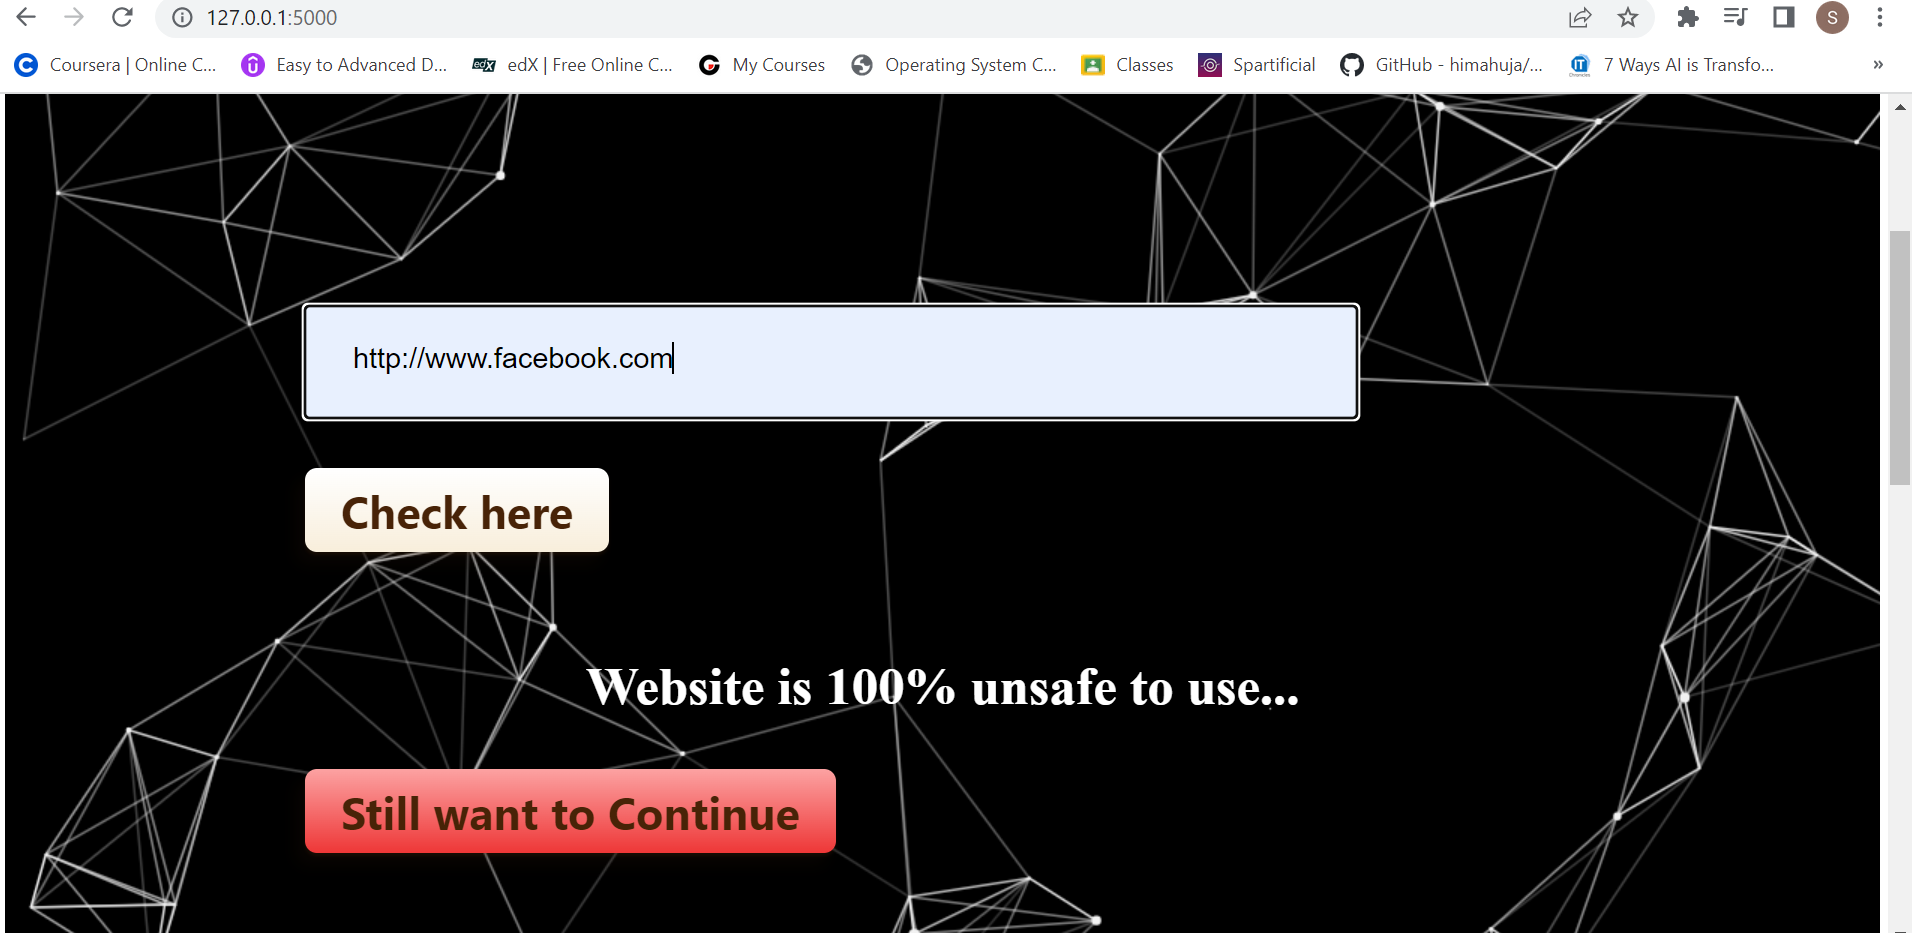 127.0.0.1:5000
S
Coursera | Online C... Easy to Advanced D... edX edX | Free Online C... My Courses Operating System C... Classes Spartificial GitHub - himahuja/... IT 7 Ways AI is Transfo... »
http://www.facebook.com
Check here
Website is 100% unsafe to use...
Still want to Continue